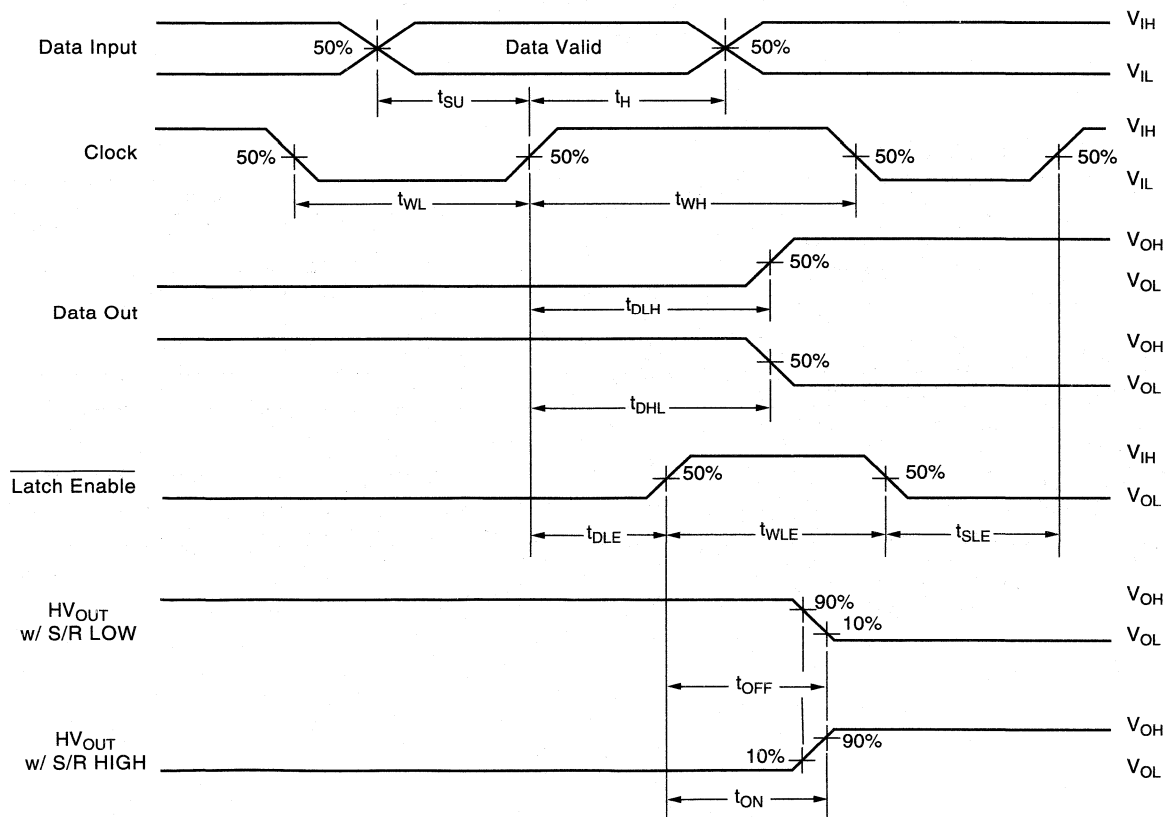 Data Input 50% Data Valid 50% V_IH
V_IL
t_SU t_H
Clock 50% 50% 50% 50% V_IH
V_IL
t_WL t_WH
Data Out
50% V_OH
V_OL
t_DLH
50% V_OH
V_OL
t_DHL
Latch Enable 50% 50% V_IH
V_OL
t_DLE t_WLE t_SLE
HV_OUT
w/ S/R LOW
90% V_OH
10% V_OL
t_OFF
HV_OUT
w/ S/R HIGH
10% 90% V_OH
V_OL
t_ON